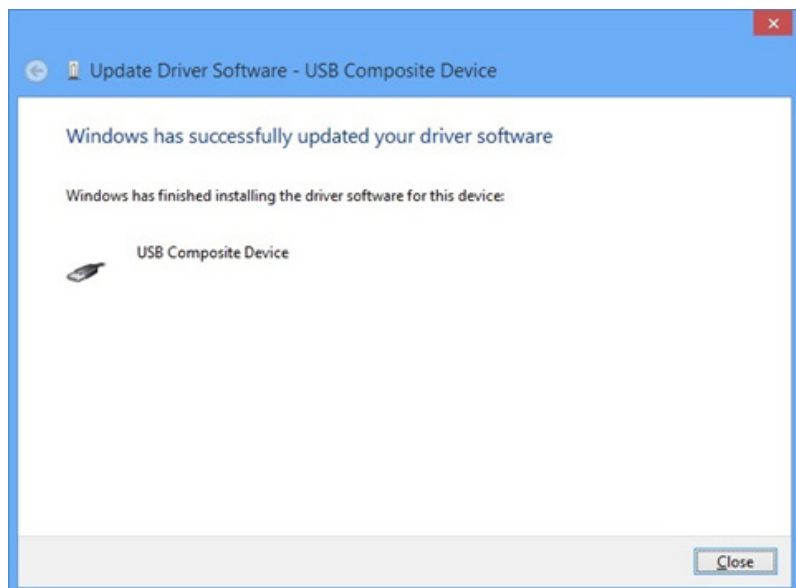 Update Driver Software - USB Composite Device
Windows has successfully updated your driver software
Windows has finished installing the driver software for this device:
USB Composite Device
Close